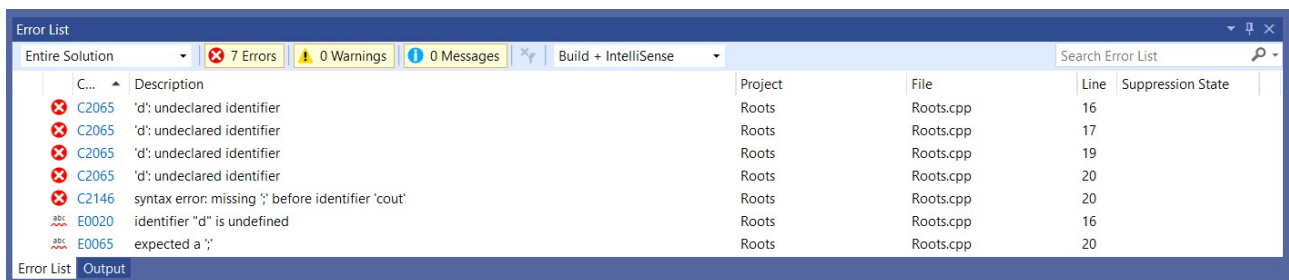 Error List
Entire Solution 7 Errors 0 Warnings 0 Messages Build + IntelliSense Search Error List
C... Description Project File Line Suppression State
C2065 'd': undeclared identifier Roots Roots.cpp 16
C2065 'd': undeclared identifier Roots Roots.cpp 17
C2065 'd': undeclared identifier Roots Roots.cpp 19
C2065 'd': undeclared identifier Roots Roots.cpp 20
C2146 syntax error: missing ';' before identifier 'cout' Roots Roots.cpp 20
abc E0020 identifier "d" is undefined Roots Roots.cpp 16
abc E0065 expected a ';' Roots Roots.cpp 20
Error List Output